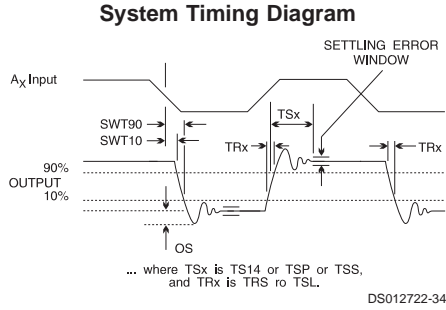 System Timing Diagram
SETTLING ERROR
WINDOW
AX Input
TSx
SWT90
SWT10
TRx
TRx
90%
OUTPUT
10%
OS
... where TSx is TS14 or TSP or TSS,
and TRx is TRS ro TSL.
DS012722-34